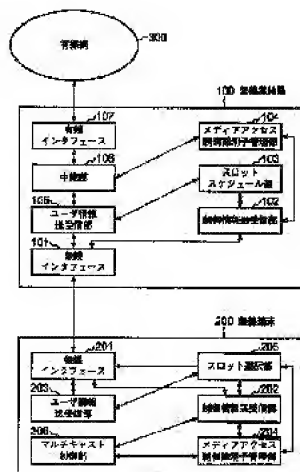 有線網
300
100 無線基地局
107
有線
インタフェース
104
メディアアクセス
制御識別子管理部
106
中継部
103
スロット
スケジュール部
105
ユーザ情報
送受信部
102
制御情報送受信部
101
無線
インタフェース
200 無線端末
201
無線
インタフェース
205
スロット選択部
203
ユーザ情報
送受信部
202
制御情報送受信部
206
マルチキャスト
制御部
204
メディアアクセス
制御識別子管理部